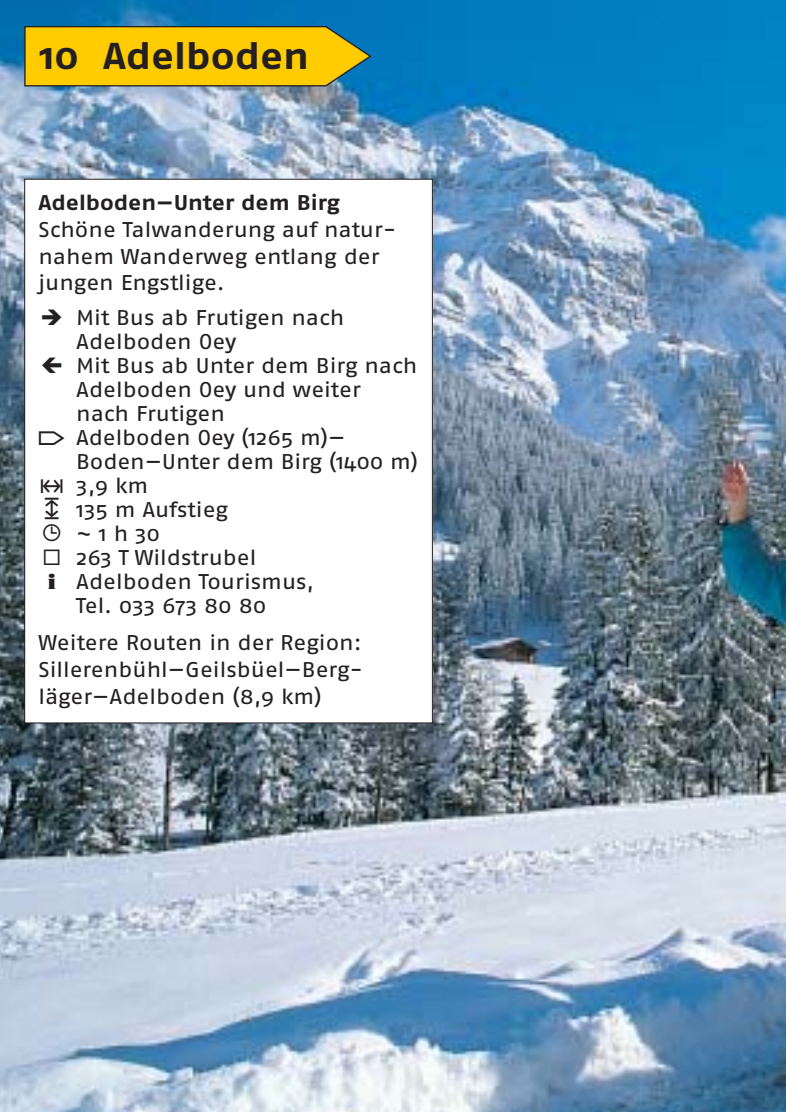 10 Adelboden
Adelboden–Unter dem Birg
Schöne Talwanderung auf natur-
nahem Wanderweg entlang der
jungen Engstlige.
Mit Bus ab Frutigen nach
Adelboden Oey
Mit Bus ab Unter dem Birg nach
Adelboden Oey und weiter
nach Frutigen
Adelboden Oey (1265 m)–
Boden–Unter dem Birg (1400 m)
3,9 km
135 m Aufstieg
~ 1 h 30
263 T Wildstrubel
Adelboden Tourismus,
Tel. 033 673 80 80
Weitere Routen in der Region:
Sillerenbühl–Geilsbüel–Berg-
läger–Adelboden (8,9 km)